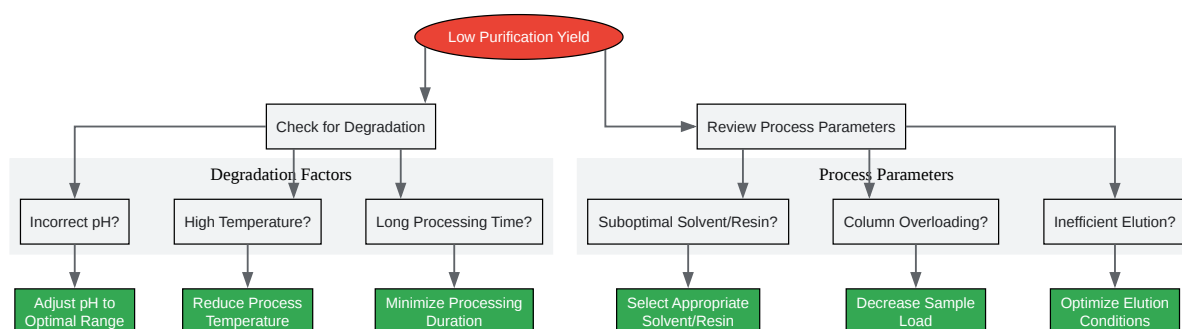 Low Purification Yield
Check for Degradation
Review Process Parameters
Degradation Factors
Process Parameters
Incorrect pH?
High Temperature?
Long Processing Time?
Suboptimal Solvent/Resin?
Column Overloading?
Inefficient Elution?
Adjust pH to
Optimal Range
Reduce Process
Temperature
Minimize Processing
Duration
Select Appropriate
Solvent/Resin
Decrease Sample
Load
Optimize Elution
Conditions